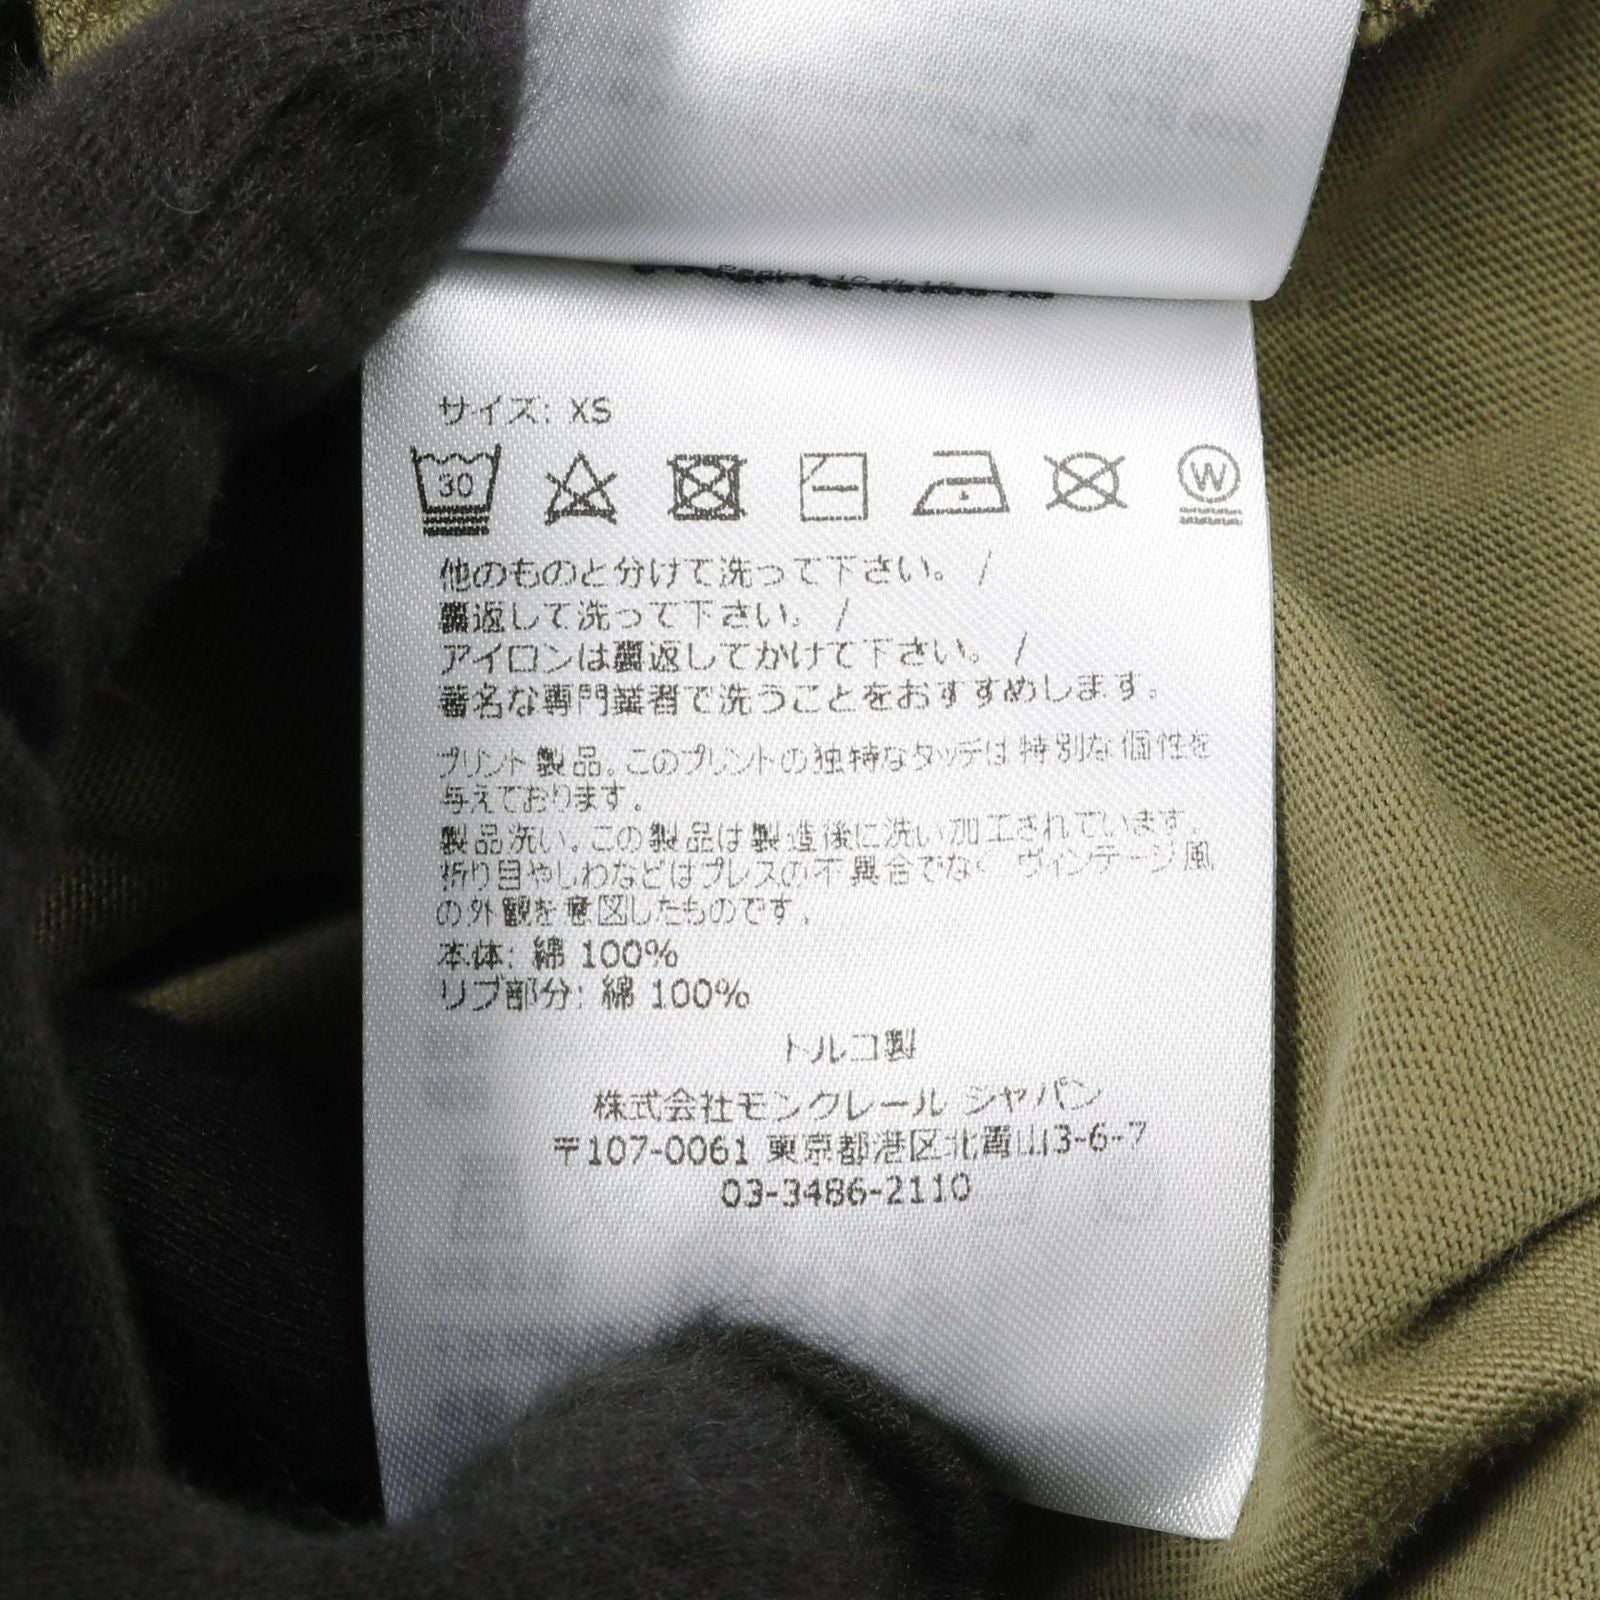 サイズ: XS
30
W
他のものと分けて洗って下さい。 /
裏返して洗って下さい。 /
アイロンは裏返してかけて下さい。 /
著名な専門業者で洗うことをおすすめします。
プリント製品。このプリントの独特なタッチは特別な個性を
与えております。
製品洗い。この製品は製造後に洗い加工されています。
折り目やしわなどはプレスの不具合でなく ヴィンテージ風
の外観を意図したものです。
本体: 綿 100%
リブ部分: 綿 100%
トルコ製
株式会社モンクレール ジャパン
〒107-0061 東京都港区北青山3-6-7
03-3486-2110